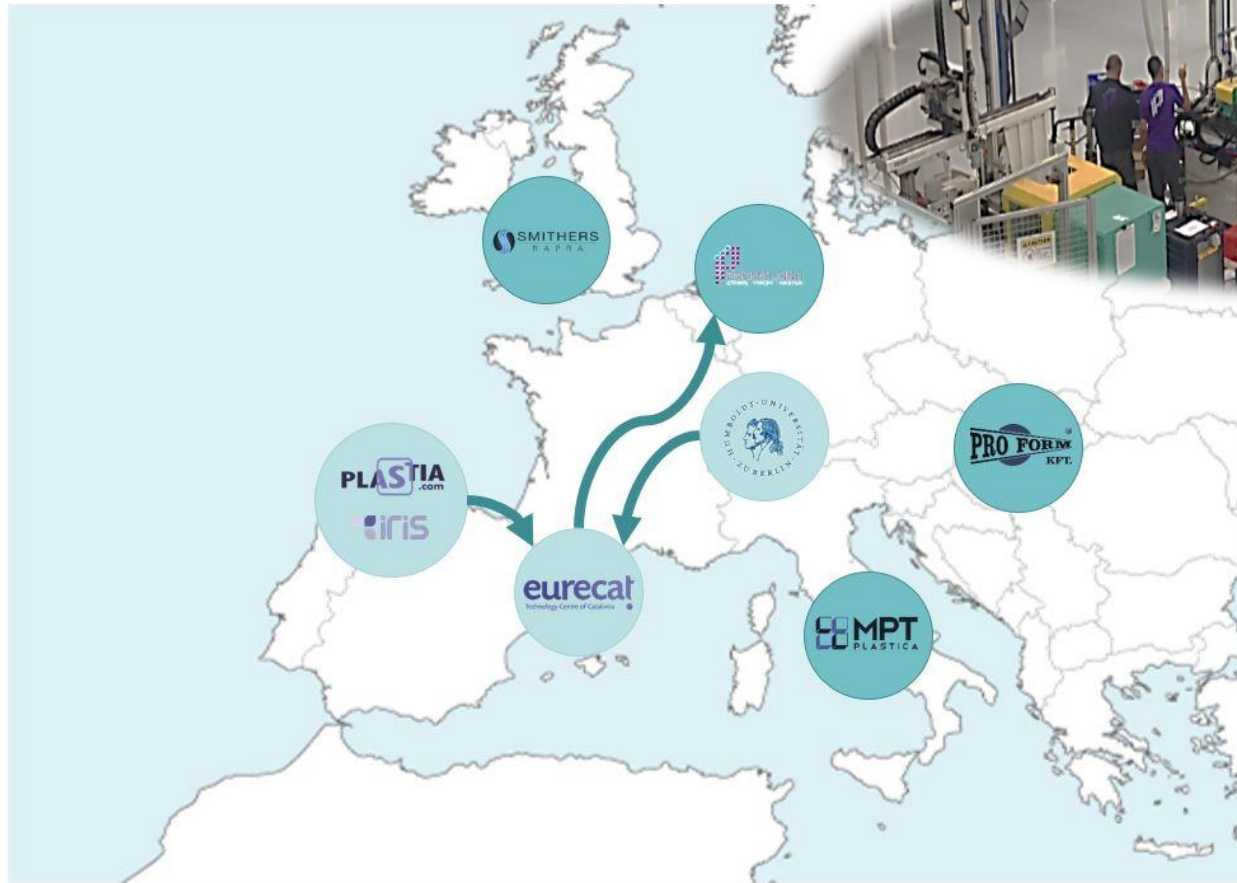 SMITHERS
RAPRA
HUMBOLDT-UNIVERSITÄT
ZU BERLIN
PRO FORM
KFT.
PLASTIA
.com
iris
eurecat
Technology Centre of Catalonia
MPT
PLASTICA